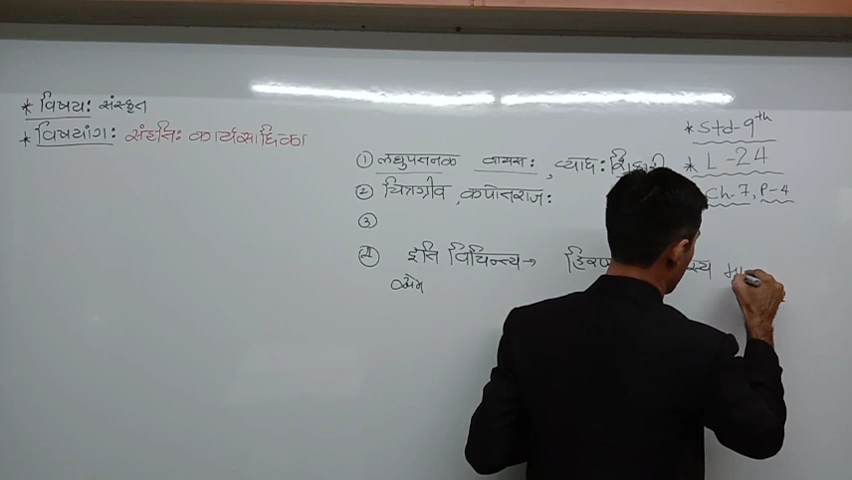 * विषय: संस्कृत
* विषयांग: संहतिः कार्यसाधिका
* Std-9th
* L-24
Ch-7, P-4
① लघुपतनक वायसः, व्याधः शिकारी
② चित्रग्रीव, कपोतराजः
③
④ इति विचिन्त्य →